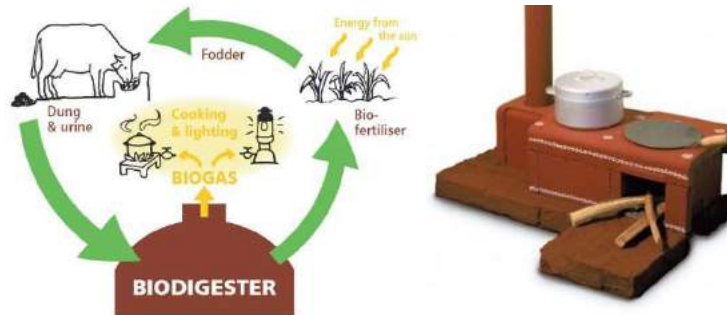 Energy from
the sun
Fodder
Dung
& urine
Cooking
& lighting
Bio-
fertiliser
BIOGAS
BIODIGESTER